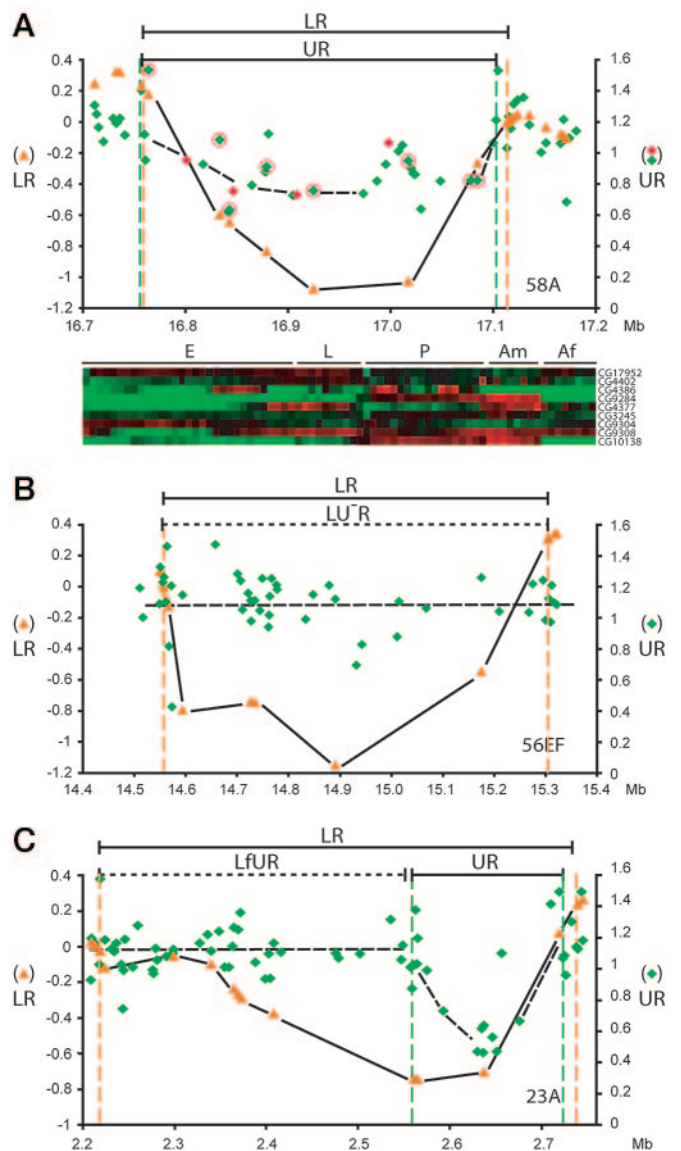 A
LR
UR
0.4
0.2
0
-0.2
-0.4
-0.6
-0.8
-1
-1.2
( )
LR
1.6
1.4
1.2
1
0.8
0.6
0.4
0.2
0
( )
UR
58A
16.7 16.8 16.9 17.0 17.1 17.2 Mb
E L P Am Af
CG17952
CG4402
CG4386
CG9284
CG4377
CG3245
CG9304
CG9308
CG10138
B
LR
LU⁻R
0.4
0.2
0
-0.2
-0.4
-0.6
-0.8
-1
-1.2
( )
LR
1.6
1.4
1.2
1
0.8
0.6
0.4
0.2
0
( )
UR
56EF
14.4 14.5 14.6 14.7 14.8 14.9 15.0 15.1 15.2 15.3 15.4 Mb
C
LR
LfUR UR
0.4
0.2
0
-0.2
-0.4
-0.6
-0.8
-1
( )
LR
1.6
1.4
1.2
1
0.8
0.6
0.4
0.2
0
( )
UR
23A
2.2 2.3 2.4 2.5 2.6 2.7 Mb